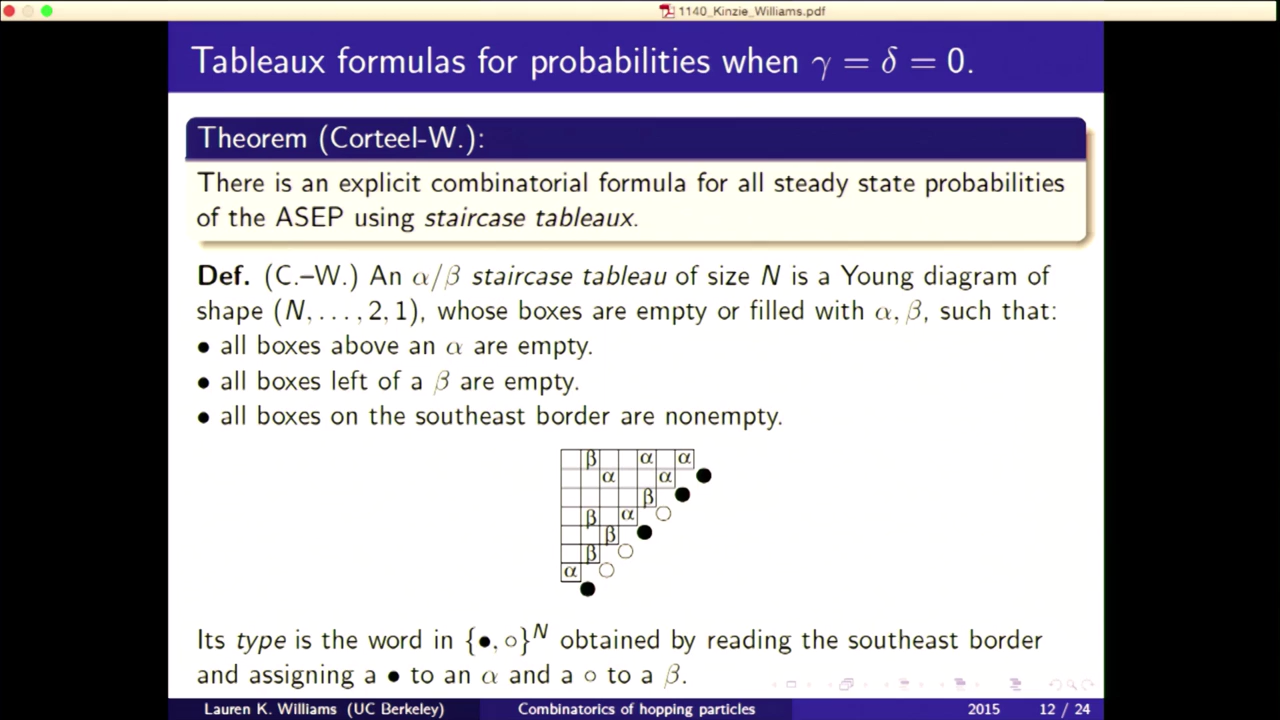 1140_Kinzie_Williams.pdf
Tableaux formulas for probabilities when γ = δ = 0.
Theorem (Corteel-W.):
There is an explicit combinatorial formula for all steady state probabilities
of the ASEP using staircase tableaux.
Def. (C.–W.) An α/β staircase tableau of size N is a Young diagram of
shape (N, . . . , 2, 1), whose boxes are empty or filled with α, β, such that:
• all boxes above an α are empty.
• all boxes left of a β are empty.
• all boxes on the southeast border are nonempty.
β α α
α α
β
β α
β
β
α
Its type is the word in {•, ∘}^N obtained by reading the southeast border
and assigning a • to an α and a ∘ to a β.
Lauren K. Williams (UC Berkeley) Combinatorics of hopping particles 2015 12 / 24